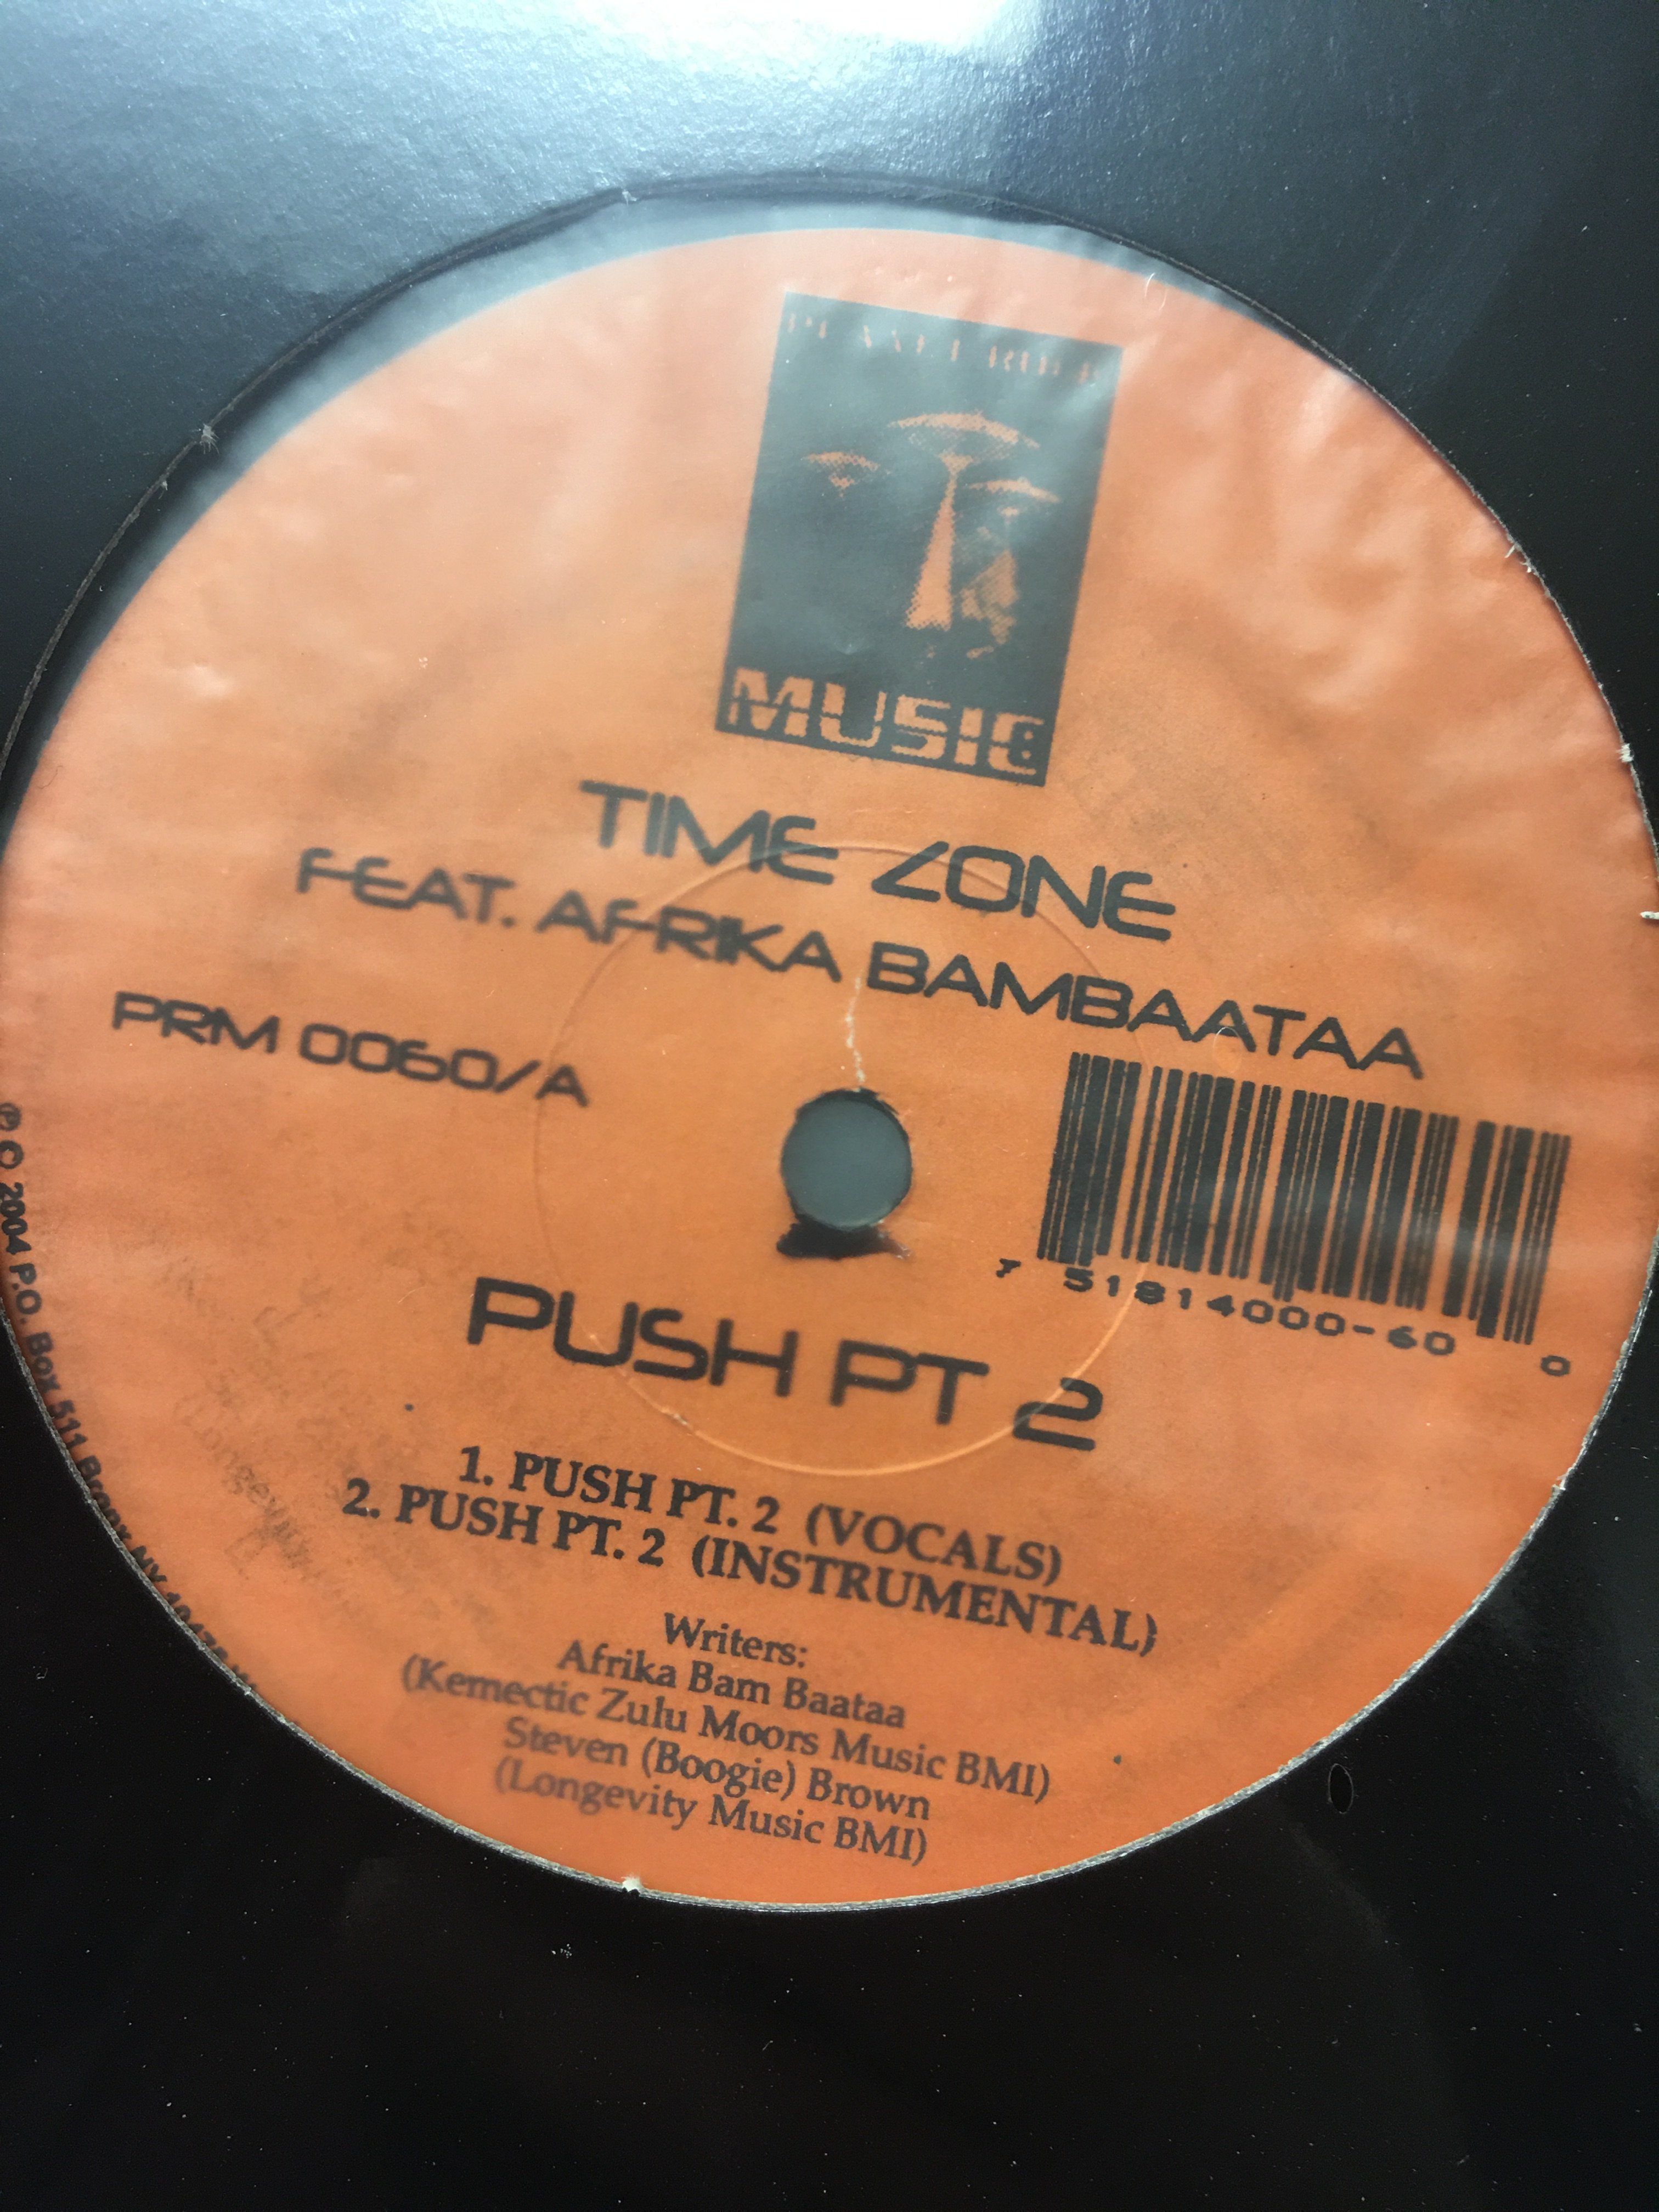 MUSIC
TIME ZONE
FEAT. AFRIKA BAMBAATAA
PRM 0060/A
7 51814000-60 0
PUSH PT 2
1. PUSH PT. 2 (VOCALS)
2. PUSH PT. 2 (INSTRUMENTAL)
Writers:
Afrika Bam Baataa
(Kemectic Zulu Moors Music BMI)
Steven (Boogie) Brown
(Longevity Music BMI)
℗ © 2004 P.O. Box 511 Bronx NY